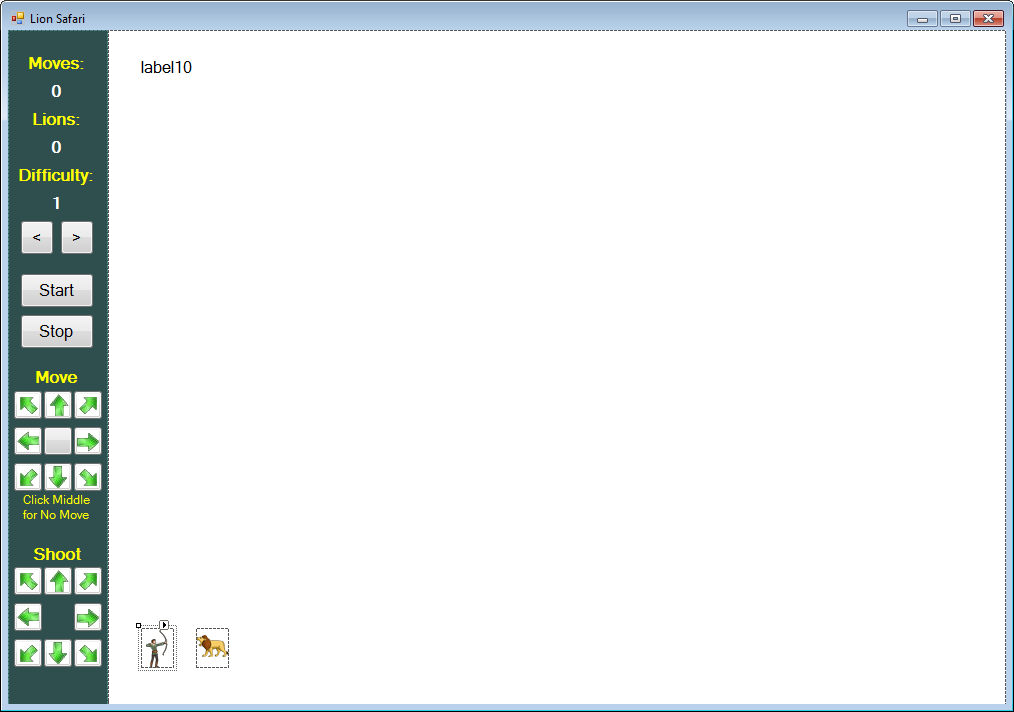 Lion Safari
Moves:
0
Lions:
0
Difficulty:
1
< >
Start
Stop
Move
Click Middle
for No Move
Shoot
label10